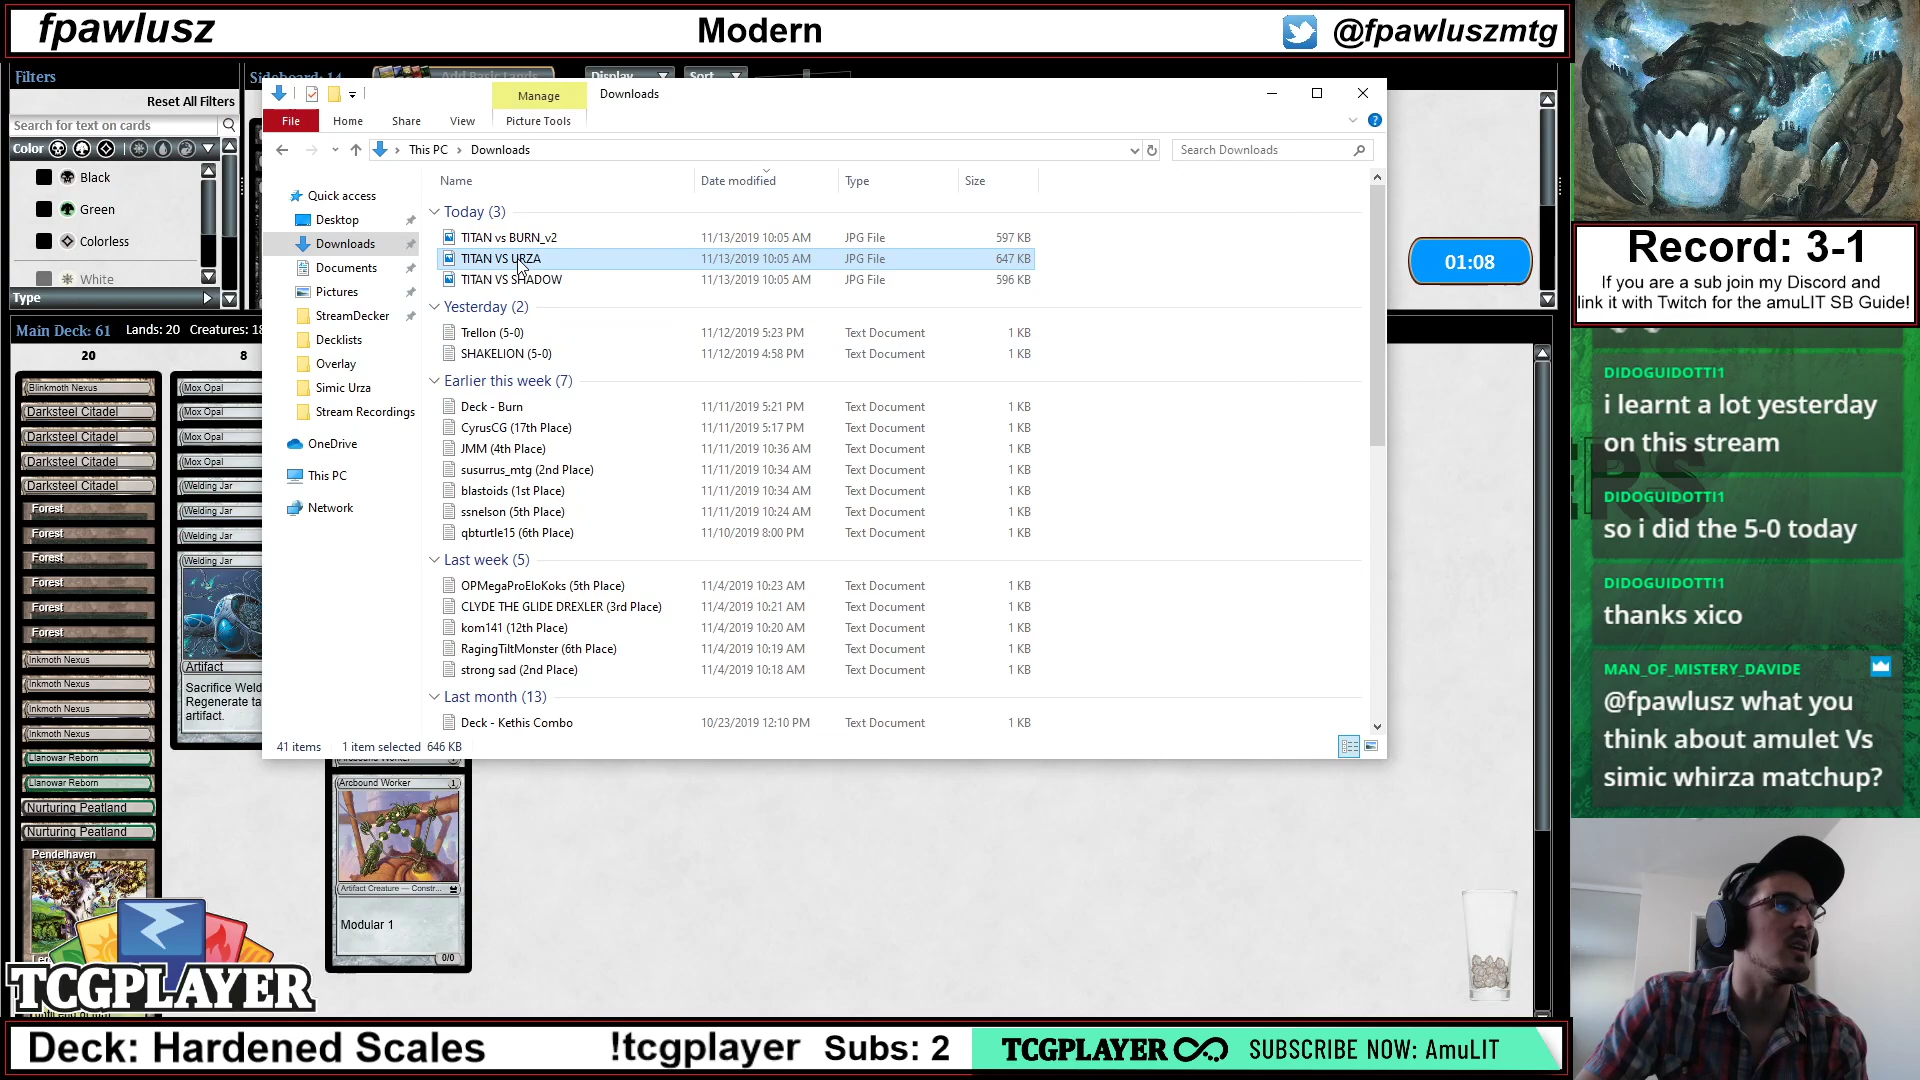 fpawlusz
Modern
@fpawluszmtg
Filters
Sideboard: 14
Add Basic Lands
Display
Sort
Reset All Filters
Search for text on cards
Color
Black
Green
Colorless
White
Type
Manage
Downloads
File
Home
Share
View
Picture Tools
This PC
Downloads
Search Downloads
Name
Date modified
Type
Size
Quick access
Desktop
Downloads
Documents
Pictures
StreamDecker
Decklists
Overlay
Simic Urza
Stream Recordings
OneDrive
This PC
Network
Today (3)
TITAN vs BURN_v2 11/13/2019 10:05 AM JPG File 597 KB
TITAN VS URZA 11/13/2019 10:05 AM JPG File 647 KB
TITAN VS SHADOW 11/13/2019 10:05 AM JPG File 596 KB
Yesterday (2)
Trellon (5-0) 11/12/2019 5:23 PM Text Document 1 KB
SHAKELION (5-0) 11/12/2019 4:58 PM Text Document 1 KB
Earlier this week (7)
Deck - Burn 11/11/2019 5:21 PM Text Document 1 KB
CyrusCG (17th Place) 11/11/2019 5:17 PM Text Document 1 KB
JMM (4th Place) 11/11/2019 10:36 AM Text Document 1 KB
susurrus_mtg (2nd Place) 11/11/2019 10:34 AM Text Document 1 KB
blastoids (1st Place) 11/11/2019 10:34 AM Text Document 1 KB
ssnelson (5th Place) 11/11/2019 10:24 AM Text Document 1 KB
qbturtle15 (6th Place) 11/10/2019 8:00 PM Text Document 1 KB
Last week (5)
OPMegaProEloKoks (5th Place) 11/4/2019 10:23 AM Text Document 1 KB
CLYDE THE GLIDE DREXLER (3rd Place) 11/4/2019 10:21 AM Text Document 1 KB
kom141 (12th Place) 11/4/2019 10:20 AM Text Document 1 KB
RagingTiltMonster (6th Place) 11/4/2019 10:19 AM Text Document 1 KB
strong sad (2nd Place) 11/4/2019 10:18 AM Text Document 1 KB
Last month (13)
Deck - Kethis Combo 10/23/2019 12:10 PM Text Document 1 KB
41 items 1 item selected 646 KB
Main Deck: 61 Lands: 20 Creatures: 18
20
8
Blinkmoth Nexus
Darksteel Citadel
Darksteel Citadel
Darksteel Citadel
Darksteel Citadel
Forest
Forest
Forest
Forest
Forest
Forest
Inkmoth Nexus
Inkmoth Nexus
Inkmoth Nexus
Inkmoth Nexus
Llanowar Reborn
Llanowar Reborn
Nurturing Peatland
Nurturing Peatland
Pendelhaven
Mox Opal
Mox Opal
Mox Opal
Mox Opal
Welding Jar
Welding Jar
Welding Jar
Welding Jar
Artifact
Sacrifice Weld
Regenerate ta
artifact.
Arcbound Worker
Arcbound Worker 1
Artifact Creature — Constr...
Modular 1
0/0
01:08
Record: 3-1
If you are a sub join my Discord and
link it with Twitch for the amuLIT SB Guide!
DIDOGUIDOTTI1
i learnt a lot yesterday
on this stream
DIDOGUIDOTTI1
so i did the 5-0 today
DIDOGUIDOTTI1
thanks xico
MAN_OF_MISTERY_DAVIDE
@fpawlusz what you
think about amulet Vs
simic whirza matchup?
TCGPLAYER
Deck: Hardened Scales
!tcgplayer
Subs: 2
TCGPLAYER
SUBSCRIBE NOW: AmuLIT